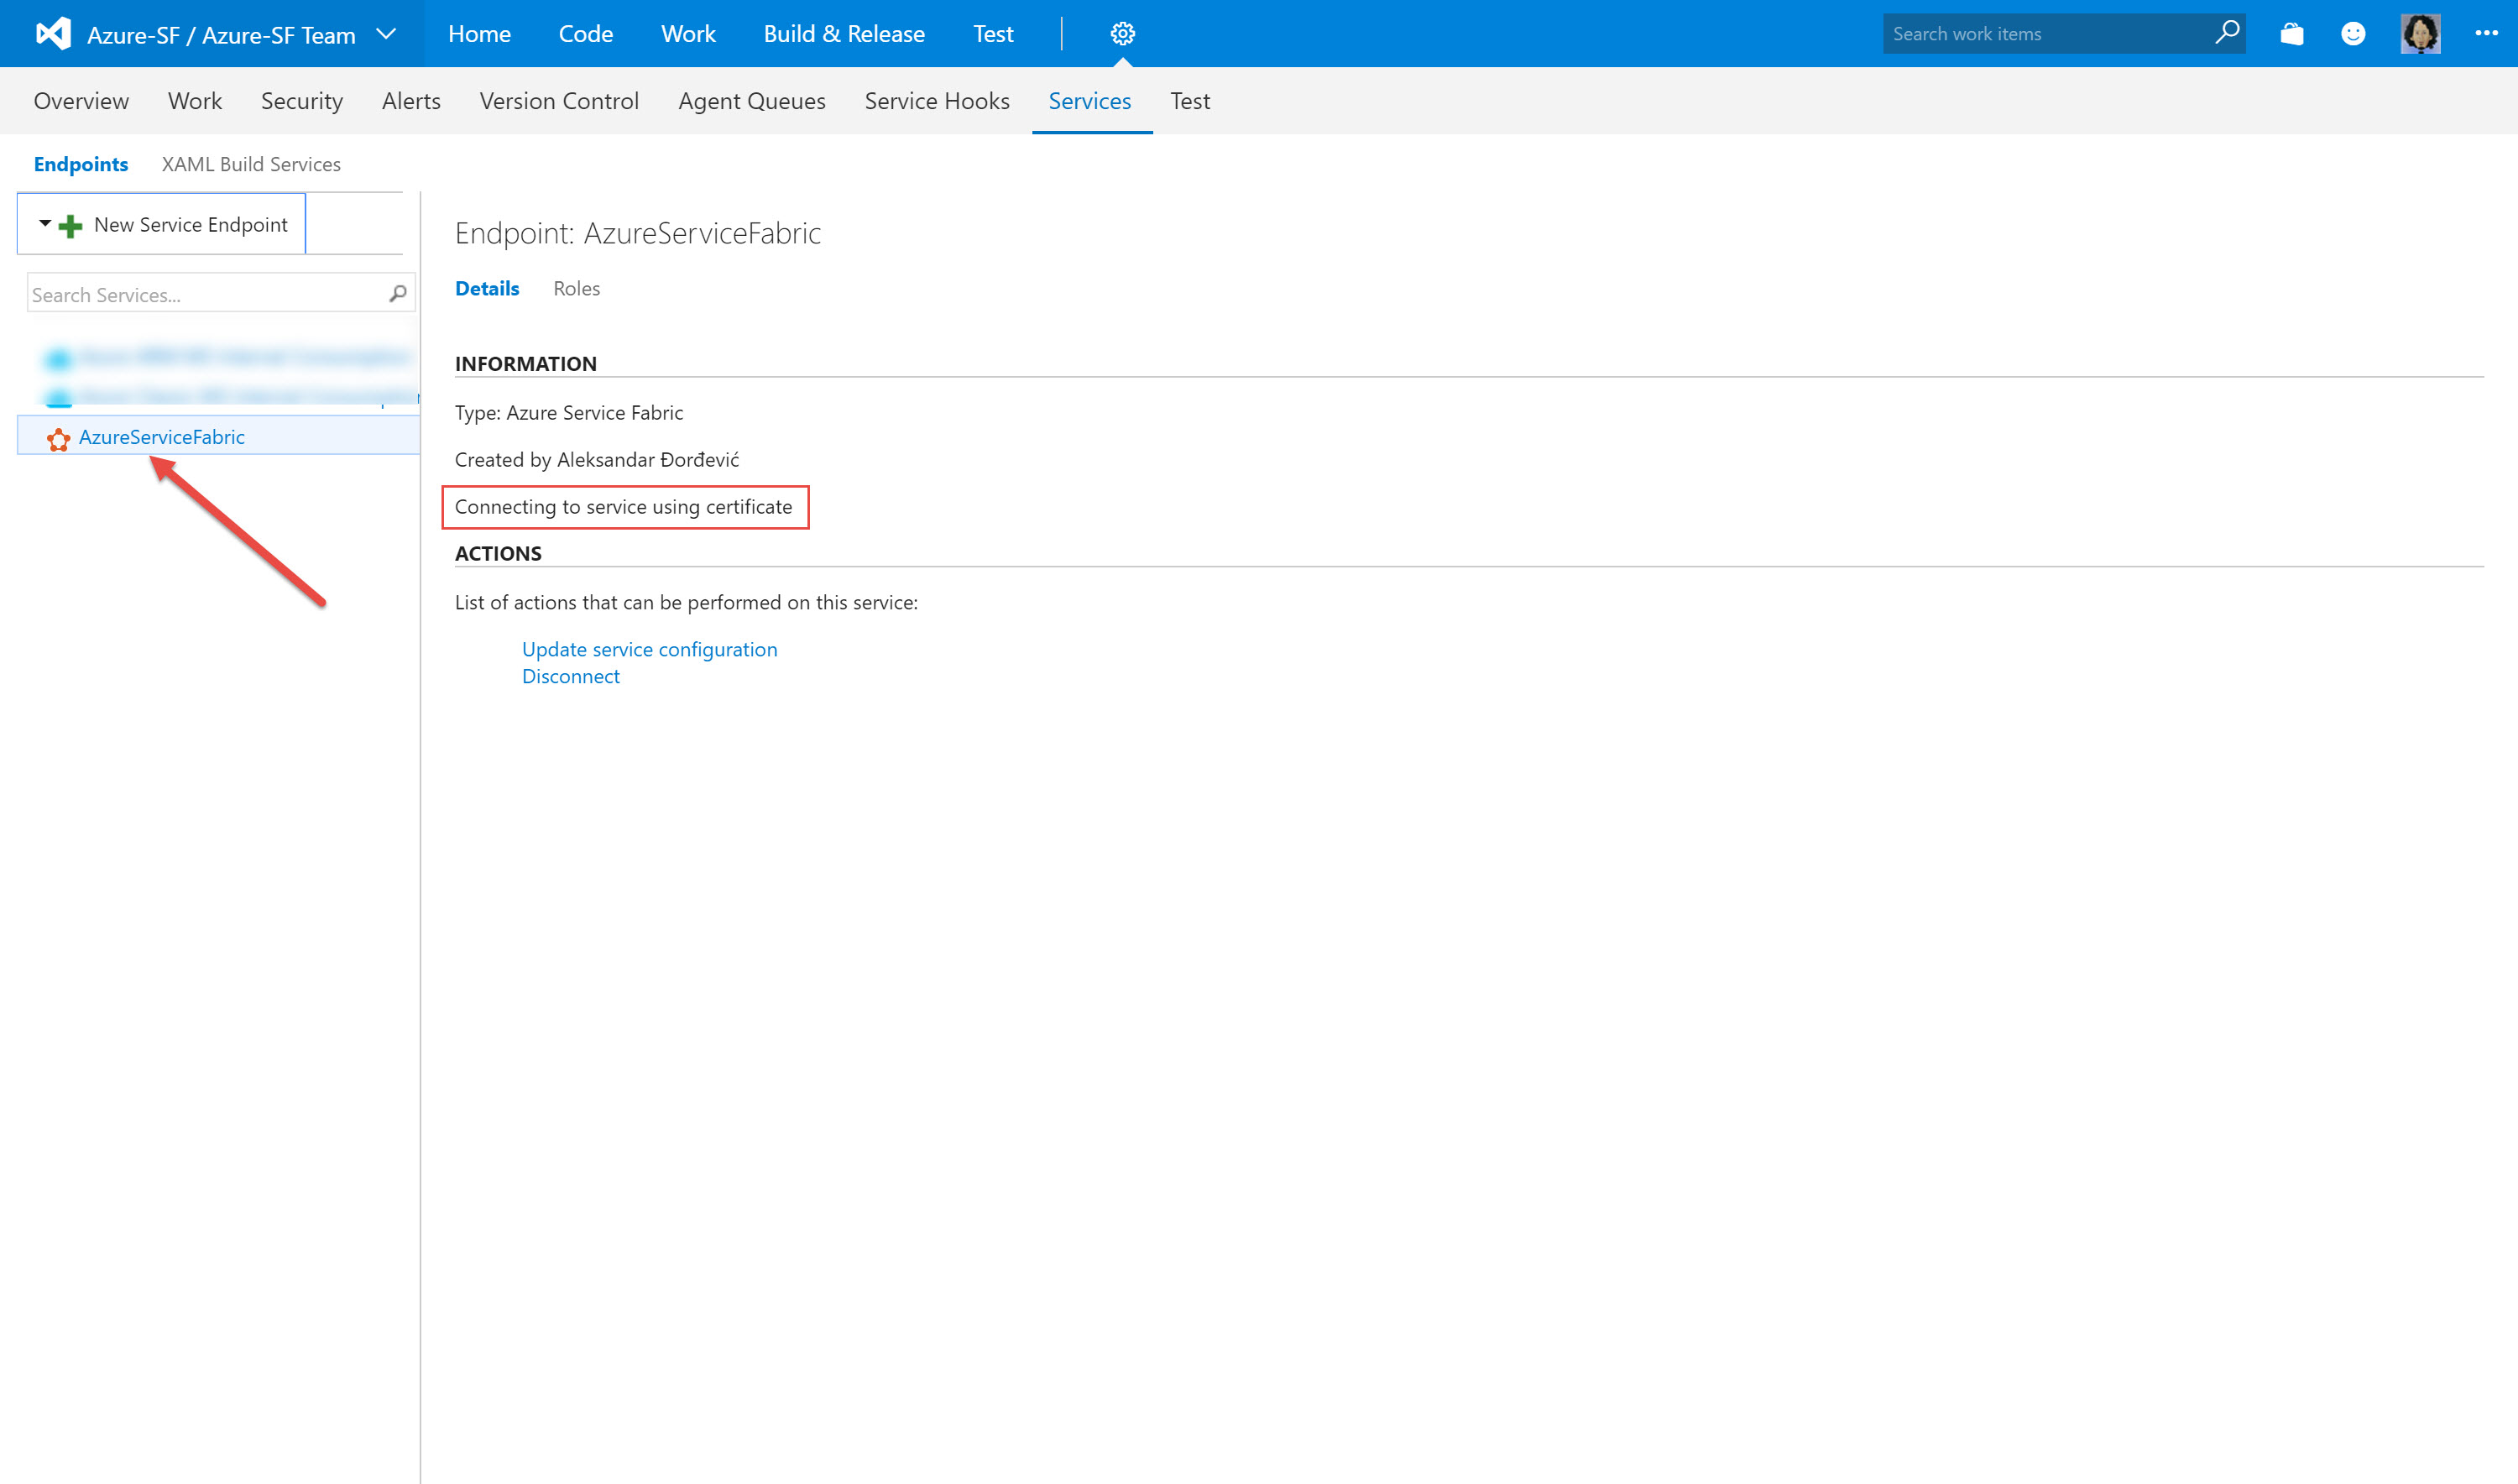 Azure-SF / Azure-SF Team Home Code Work Build & Release Test Search work items
Overview Work Security Alerts Version Control Agent Queues Service Hooks Services Test
Endpoints XAML Build Services
New Service Endpoint
Search Services...
AzureServiceFabric
Endpoint: AzureServiceFabric
Details Roles
INFORMATION
Type: Azure Service Fabric
Created by Aleksandar Đorđević
Connecting to service using certificate
ACTIONS
List of actions that can be performed on this service:
Update service configuration
Disconnect